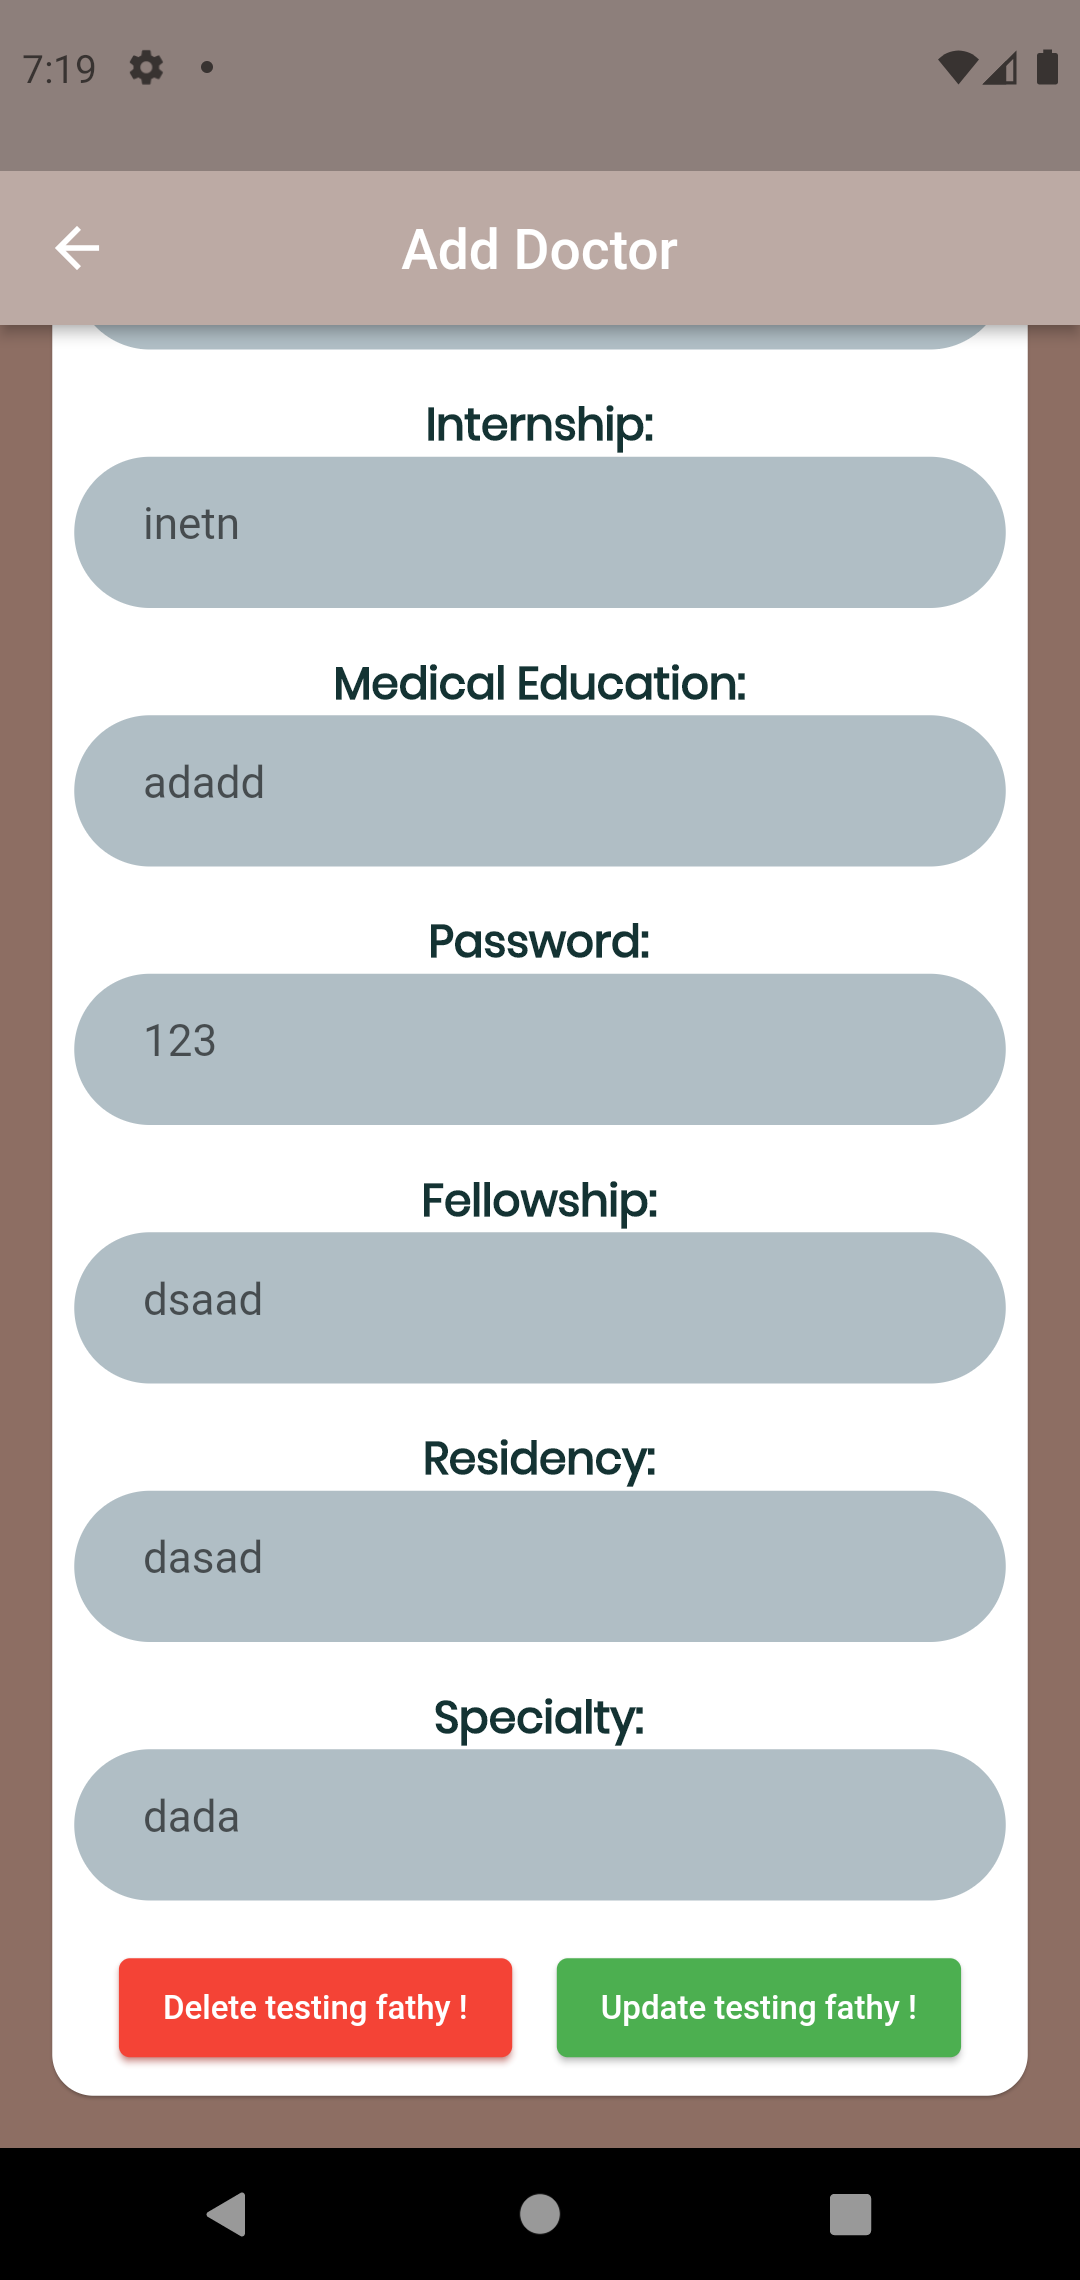 7:19
Add Doctor
Internship:
inetn
Medical Education:
adadd
Password:
123
Fellowship:
dsaad
Residency:
dasad
Specialty:
dada
Delete testing fathy !
Update testing fathy !